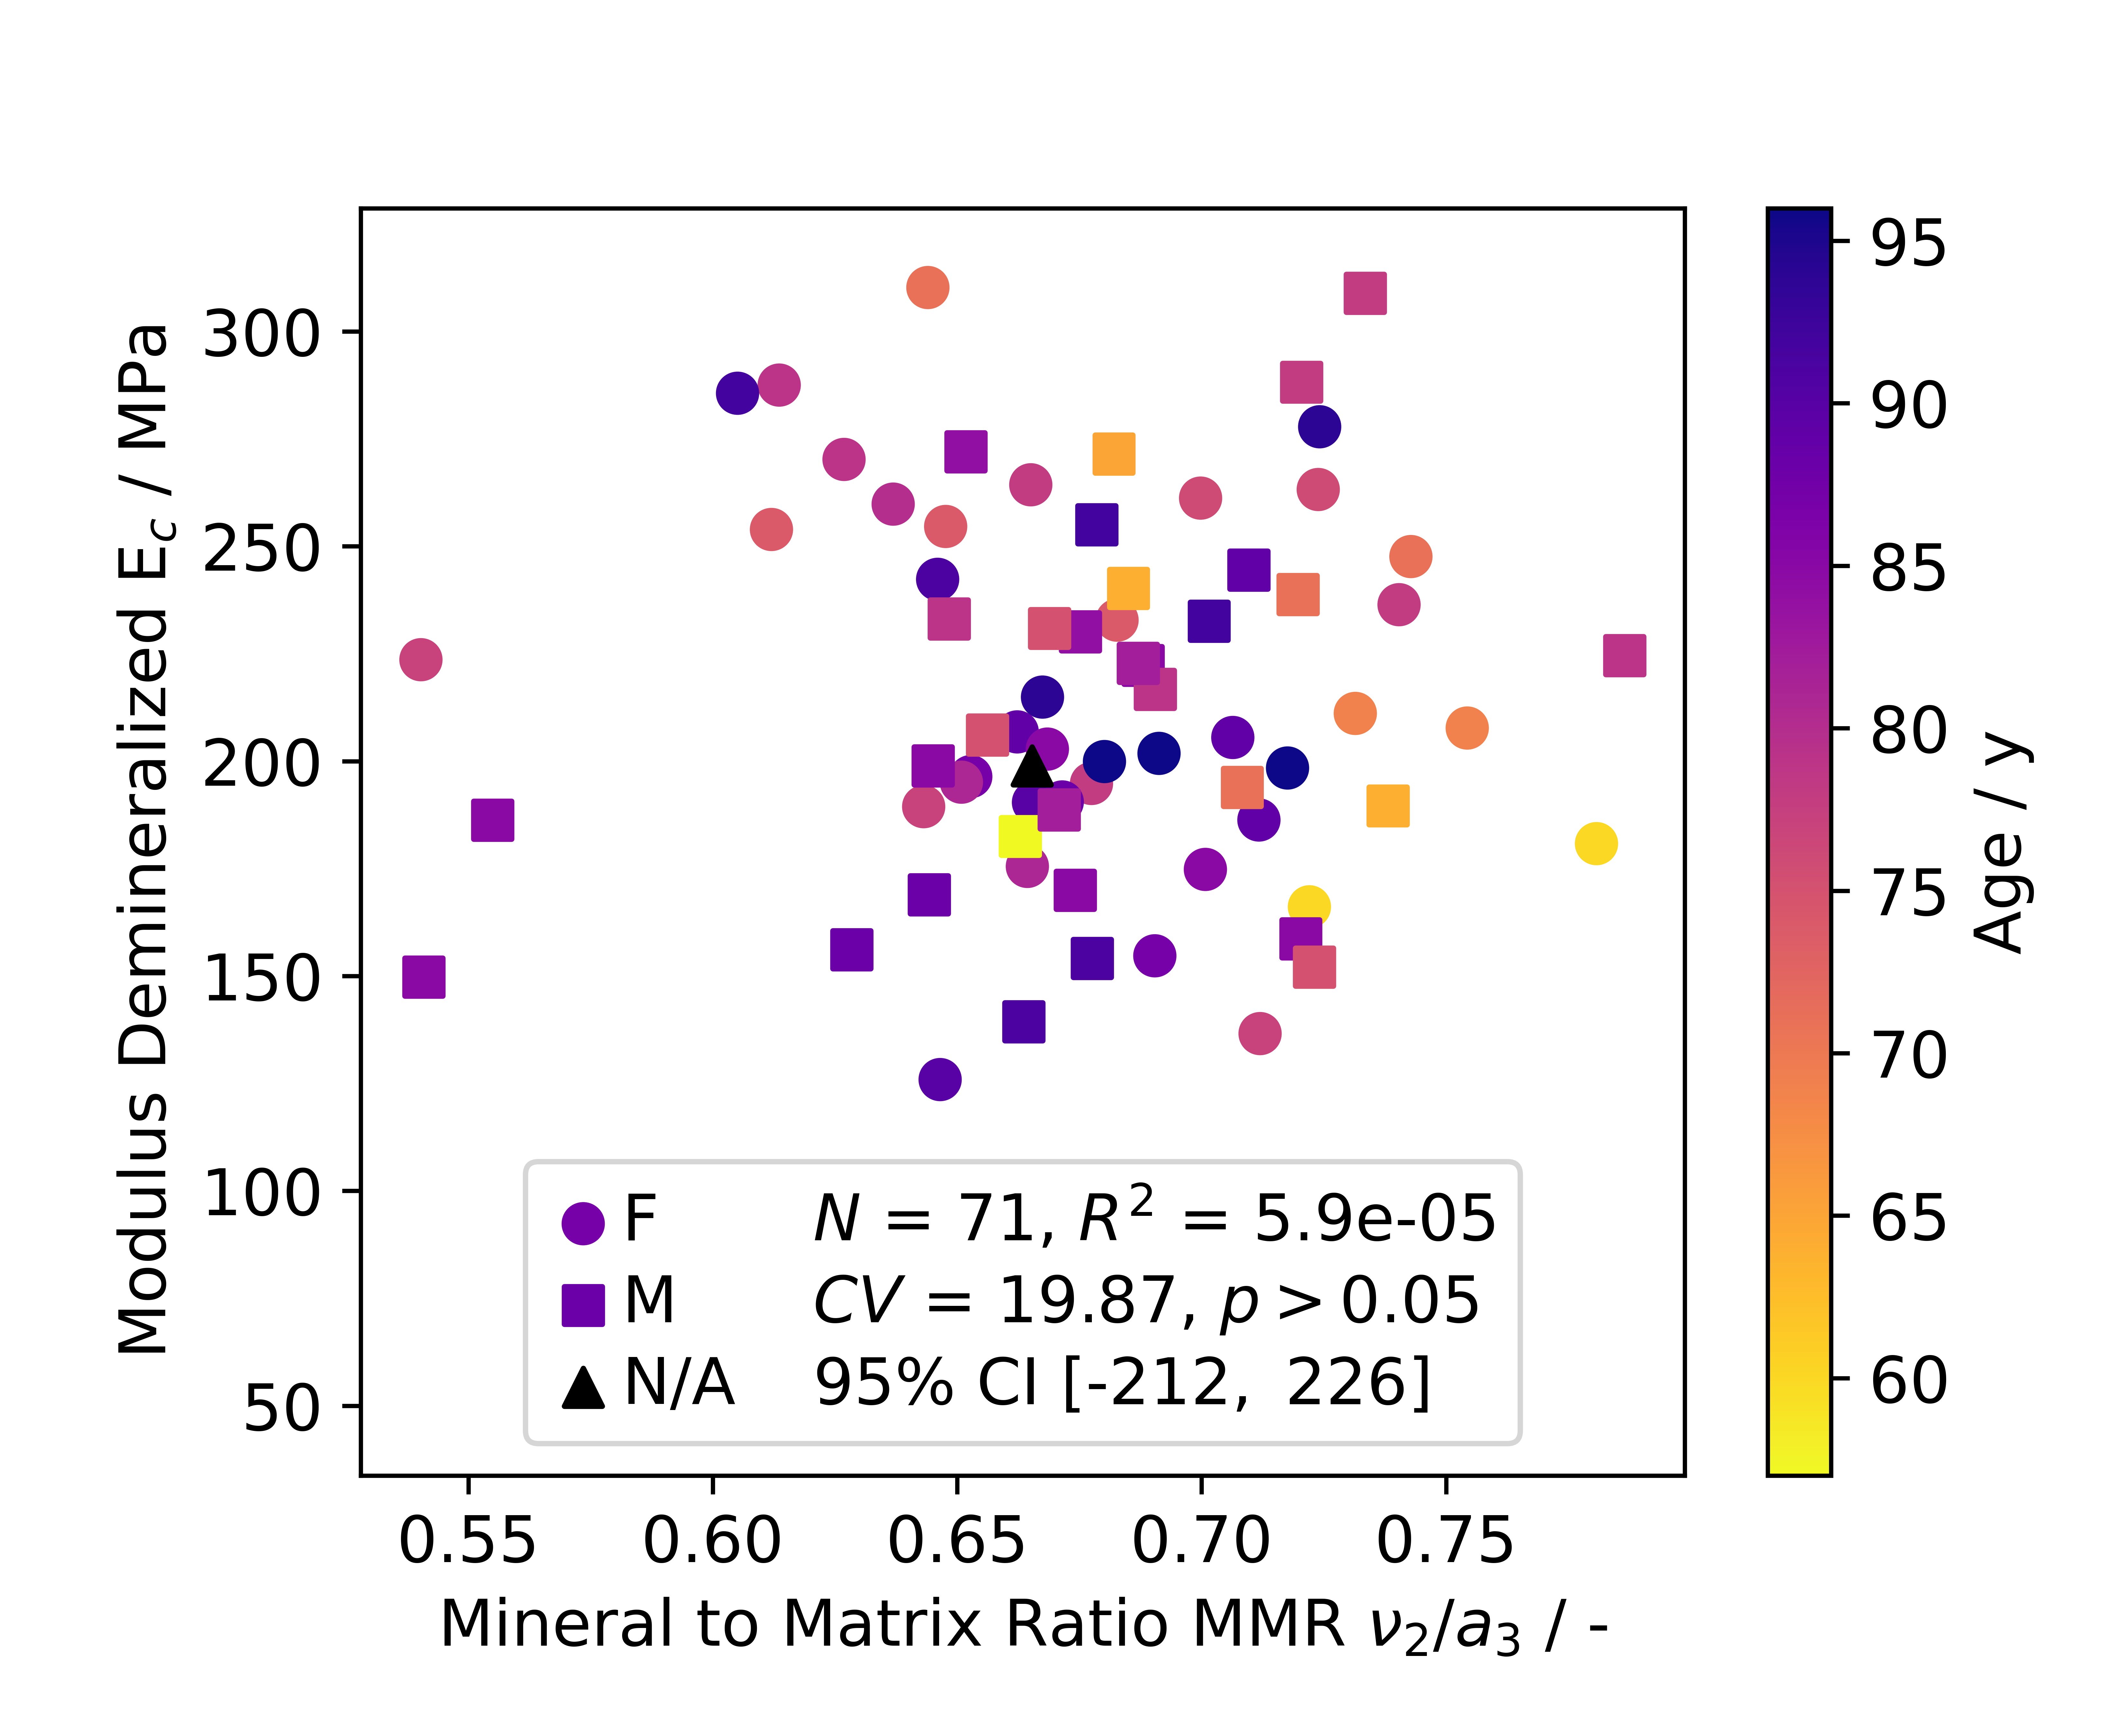 Modulus Demineralized E_c / MPa
300
250
200
150
100
50
F N = 71, R² = 5.9e-05
M CV = 19.87, p > 0.05
N/A 95% CI [-212, 226]
0.55 0.60 0.65 0.70 0.75
Mineral to Matrix Ratio MMR ν₂/a₃ / -
95
90
85
80
75
70
65
60
Age / y